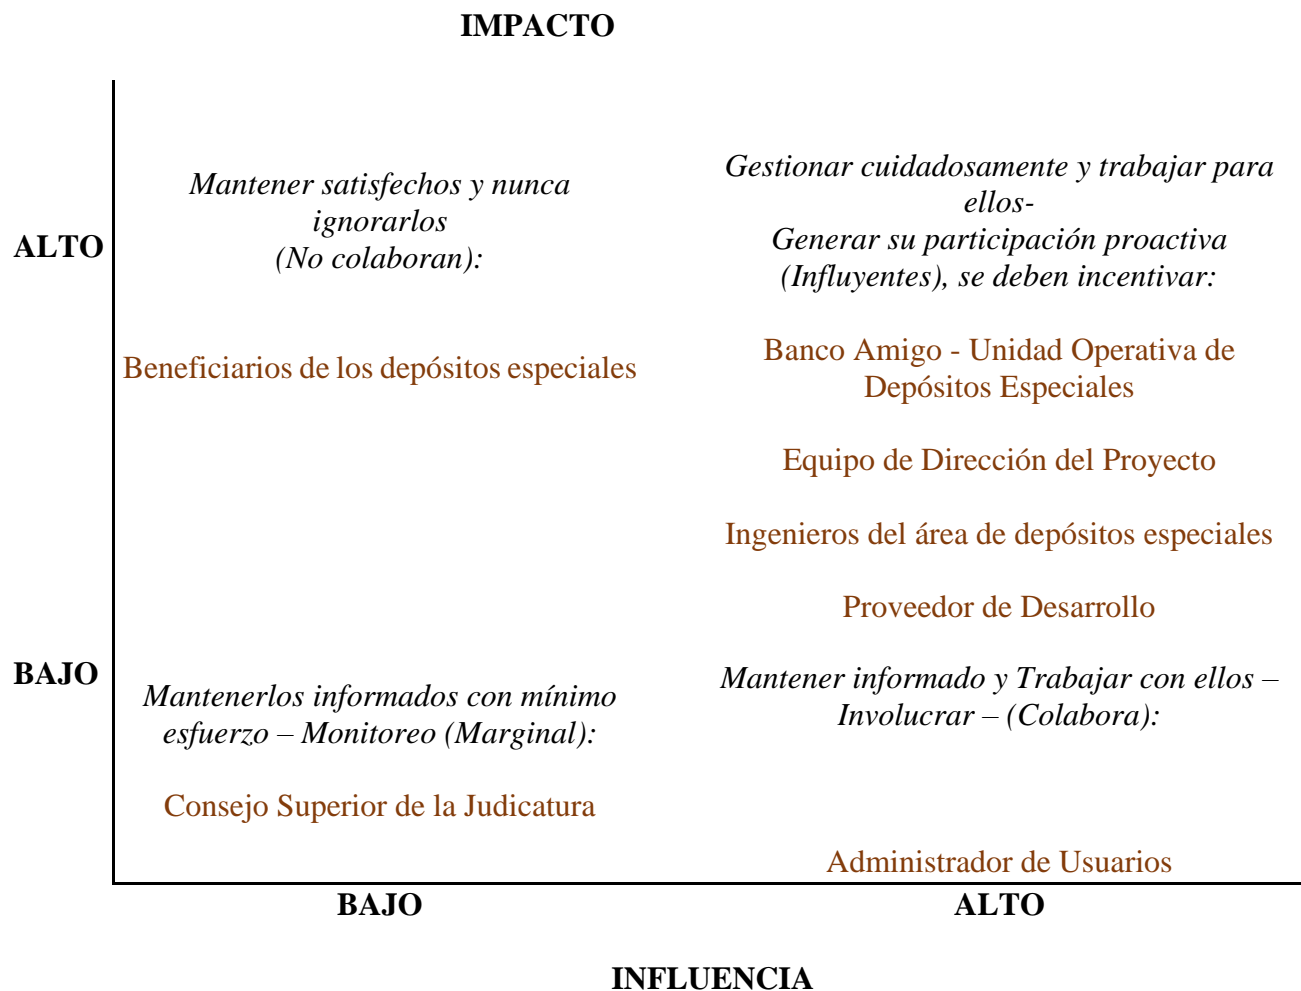 IMPACTO
ALTO
Mantener satisfechos y nunca
ignorarlos
(No colaboran):
Beneficiarios de los depósitos especiales
Gestionar cuidadosamente y trabajar para
ellos-
Generar su participación proactiva
(Influyentes), se deben incentivar:
Banco Amigo - Unidad Operativa de
Depósitos Especiales
Equipo de Dirección del Proyecto
Ingenieros del área de depósitos especiales
Proveedor de Desarrollo
BAJO
Mantenerlos informados con mínimo
esfuerzo – Monitoreo (Marginal):
Consejo Superior de la Judicatura
Mantener informado y Trabajar con ellos –
Involucrar – (Colabora):
Administrador de Usuarios
BAJO
ALTO
INFLUENCIA